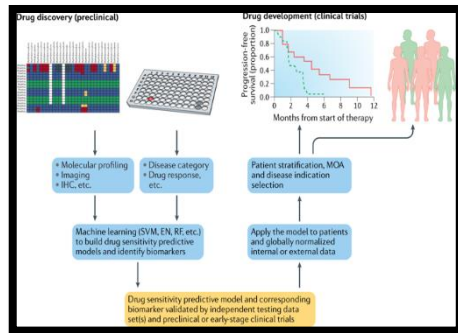 Drug discovery (preclinical)
Drug development (clinical trials)
Progression-free
survival (proportion)
1.0
0.8
0.6
0.4
0.2
0.0
0 2 4 6 8 10 12
Months from start of therapy
• Molecular profiling
• Imaging
• IHC, etc.
• Disease category
• Drug response,
etc.
Patient stratification, MOA
and disease indication
selection
Machine learning (SVM, EN, RF, etc.)
to build drug sensitivity predictive
models and identify biomarkers
Apply the model to patients
and globally normalized
internal or external data
Drug sensitivity predictive model and corresponding
biomarker validated by independent testing data
set(s) and preclinical or early-stage clinical trials